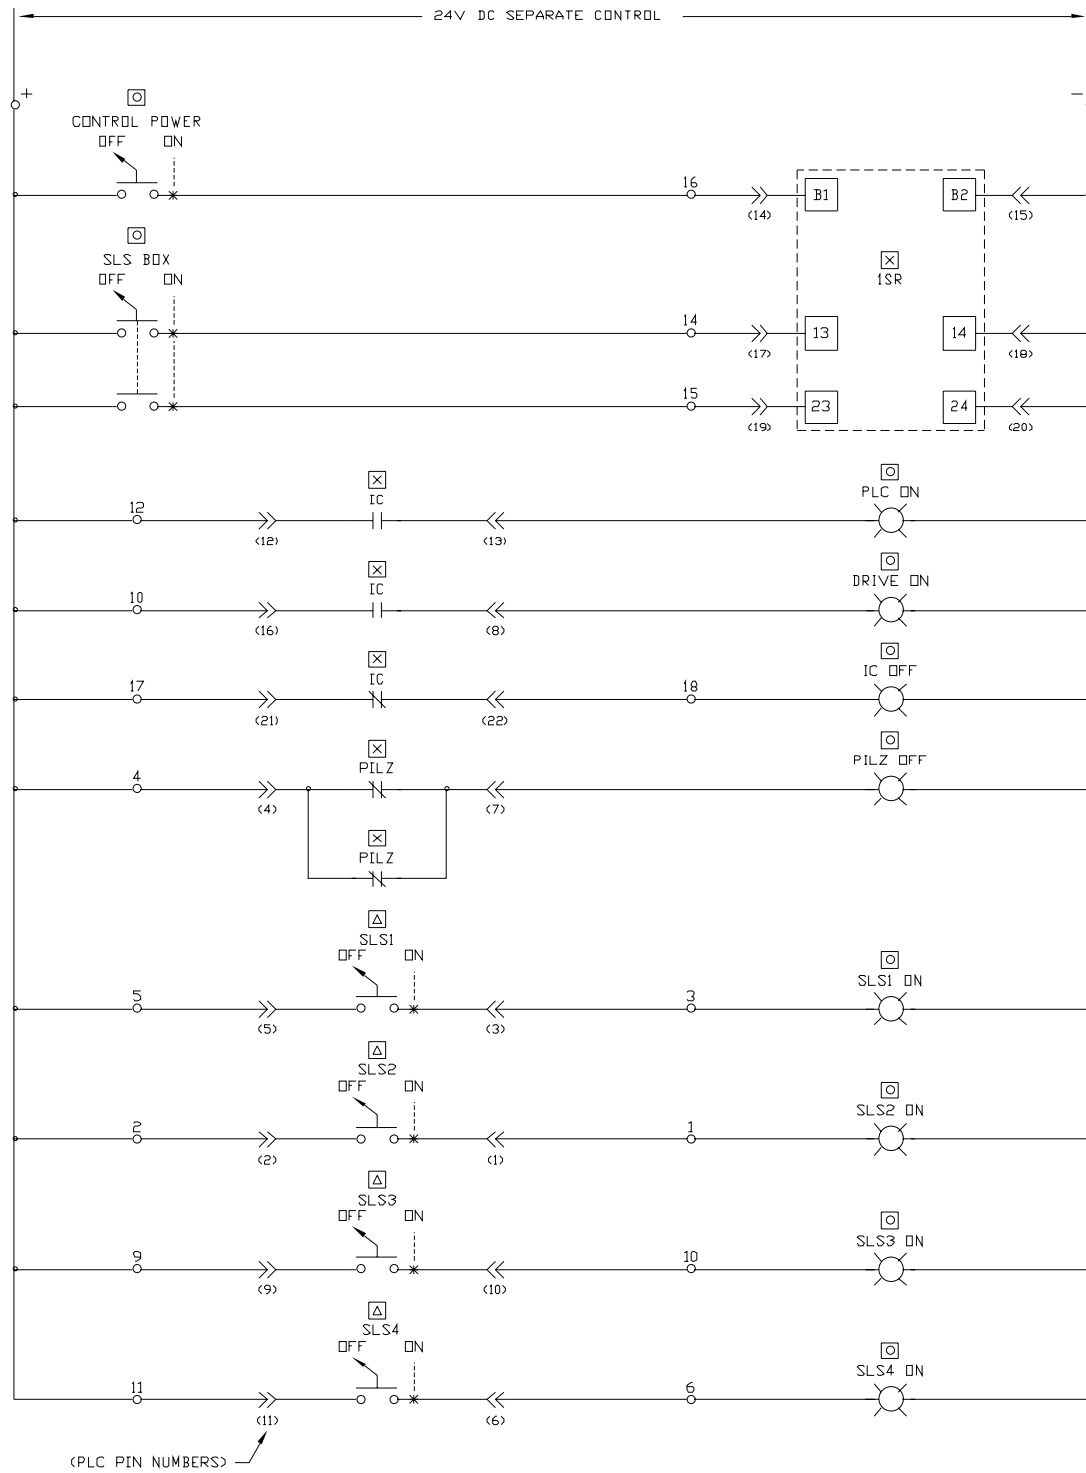 24V DC SEPARATE CONTROL
+ −
CONTROL POWER
OFF ON
16
(14) B1 B2 (15)
SLS BOX
OFF ON
1SR
14
(17) 13 14 (18)
15
(19) 23 24 (20)
IC PLC ON
12
(12) (13)
IC DRIVE ON
10
(16) (8)
IC IC OFF
17 18
(21) (22)
PILZ PILZ OFF
4
(4) (7)
PILZ
SLS1
OFF ON
SLS1 ON
5 3
(5) (3)
SLS2
OFF ON
SLS2 ON
2 1
(2) (1)
SLS3
OFF ON
SLS3 ON
9 10
(9) (10)
SLS4
OFF ON
SLS4 ON
11 6
(11) (6)
(PLC PIN NUMBERS)